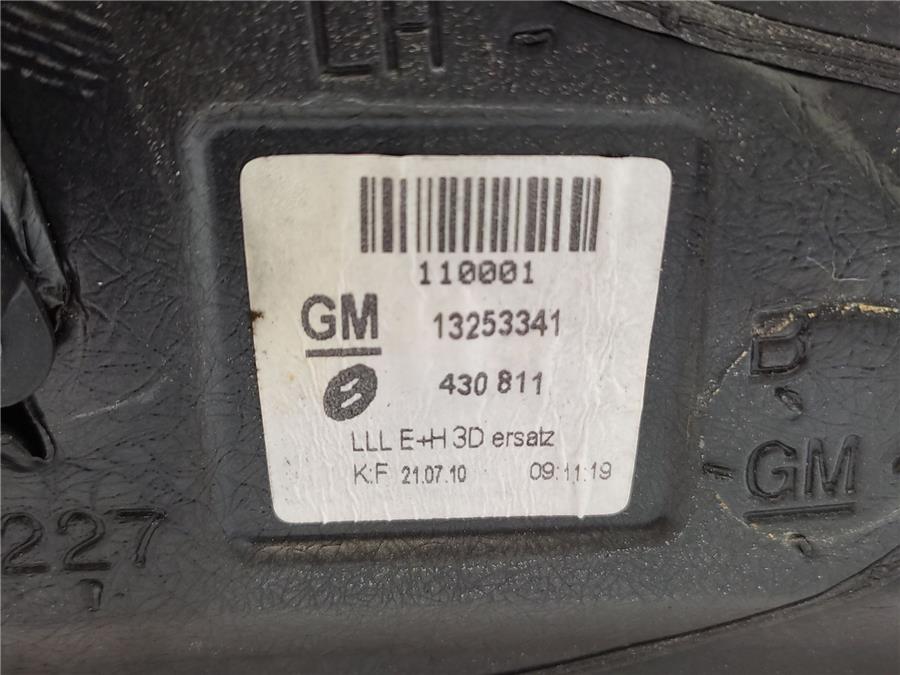 LH
110001
GM 13253341
430 811
LLL E+H 3D ersatz
K:F 21.07.10 09:11:19
B
GM
227